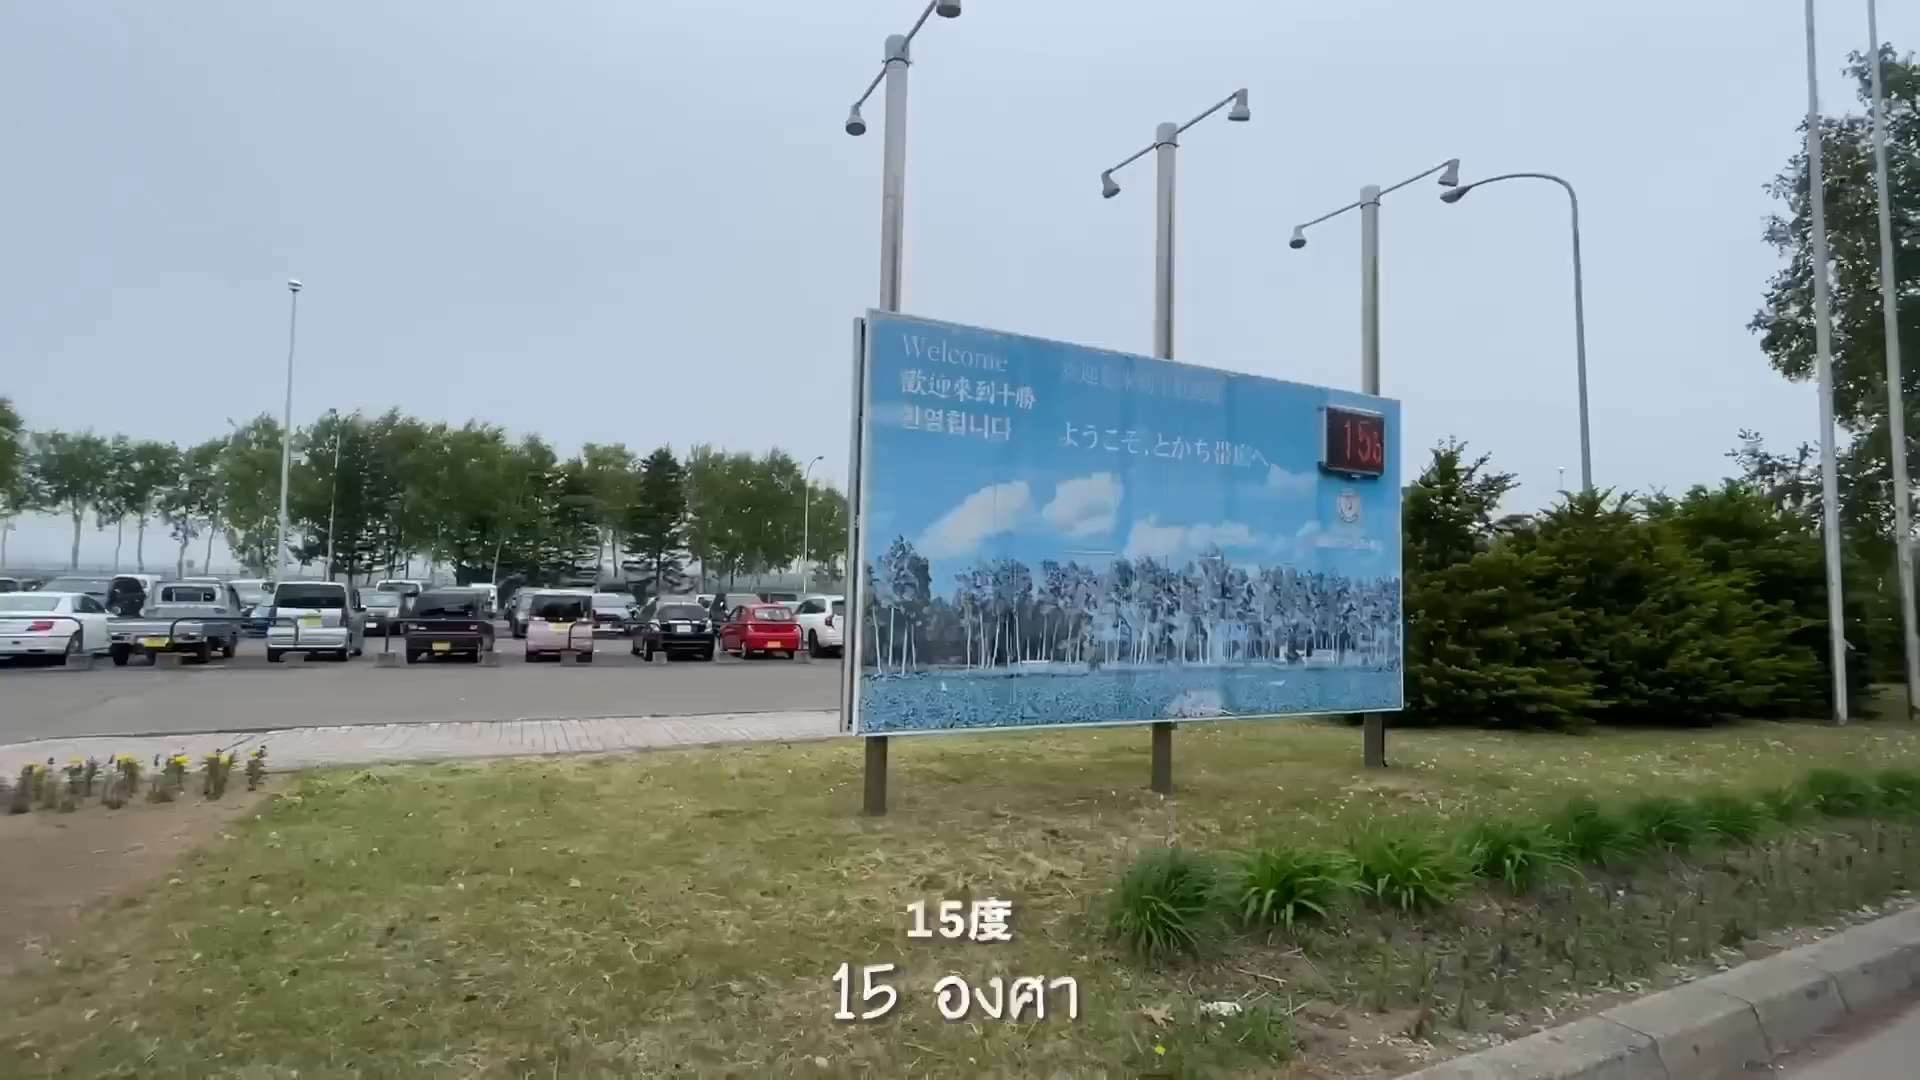 Welcome
歡迎來到十勝
환영합니다
ようこそ、とかち帯広へ
15
15度
15 องศา